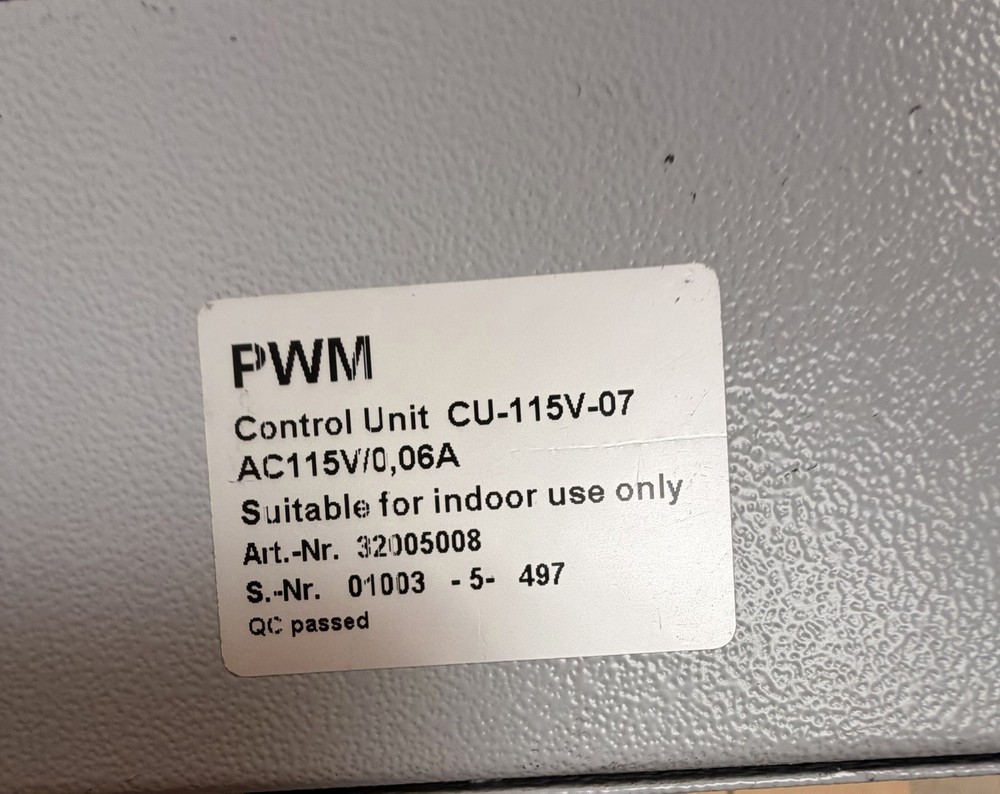 PWM
Control Unit CU-115V-07
AC115V/0,06A
Suitable for indoor use only
Art.-Nr. 32005008
S.-Nr. 01003 - 5- 497
QC passed